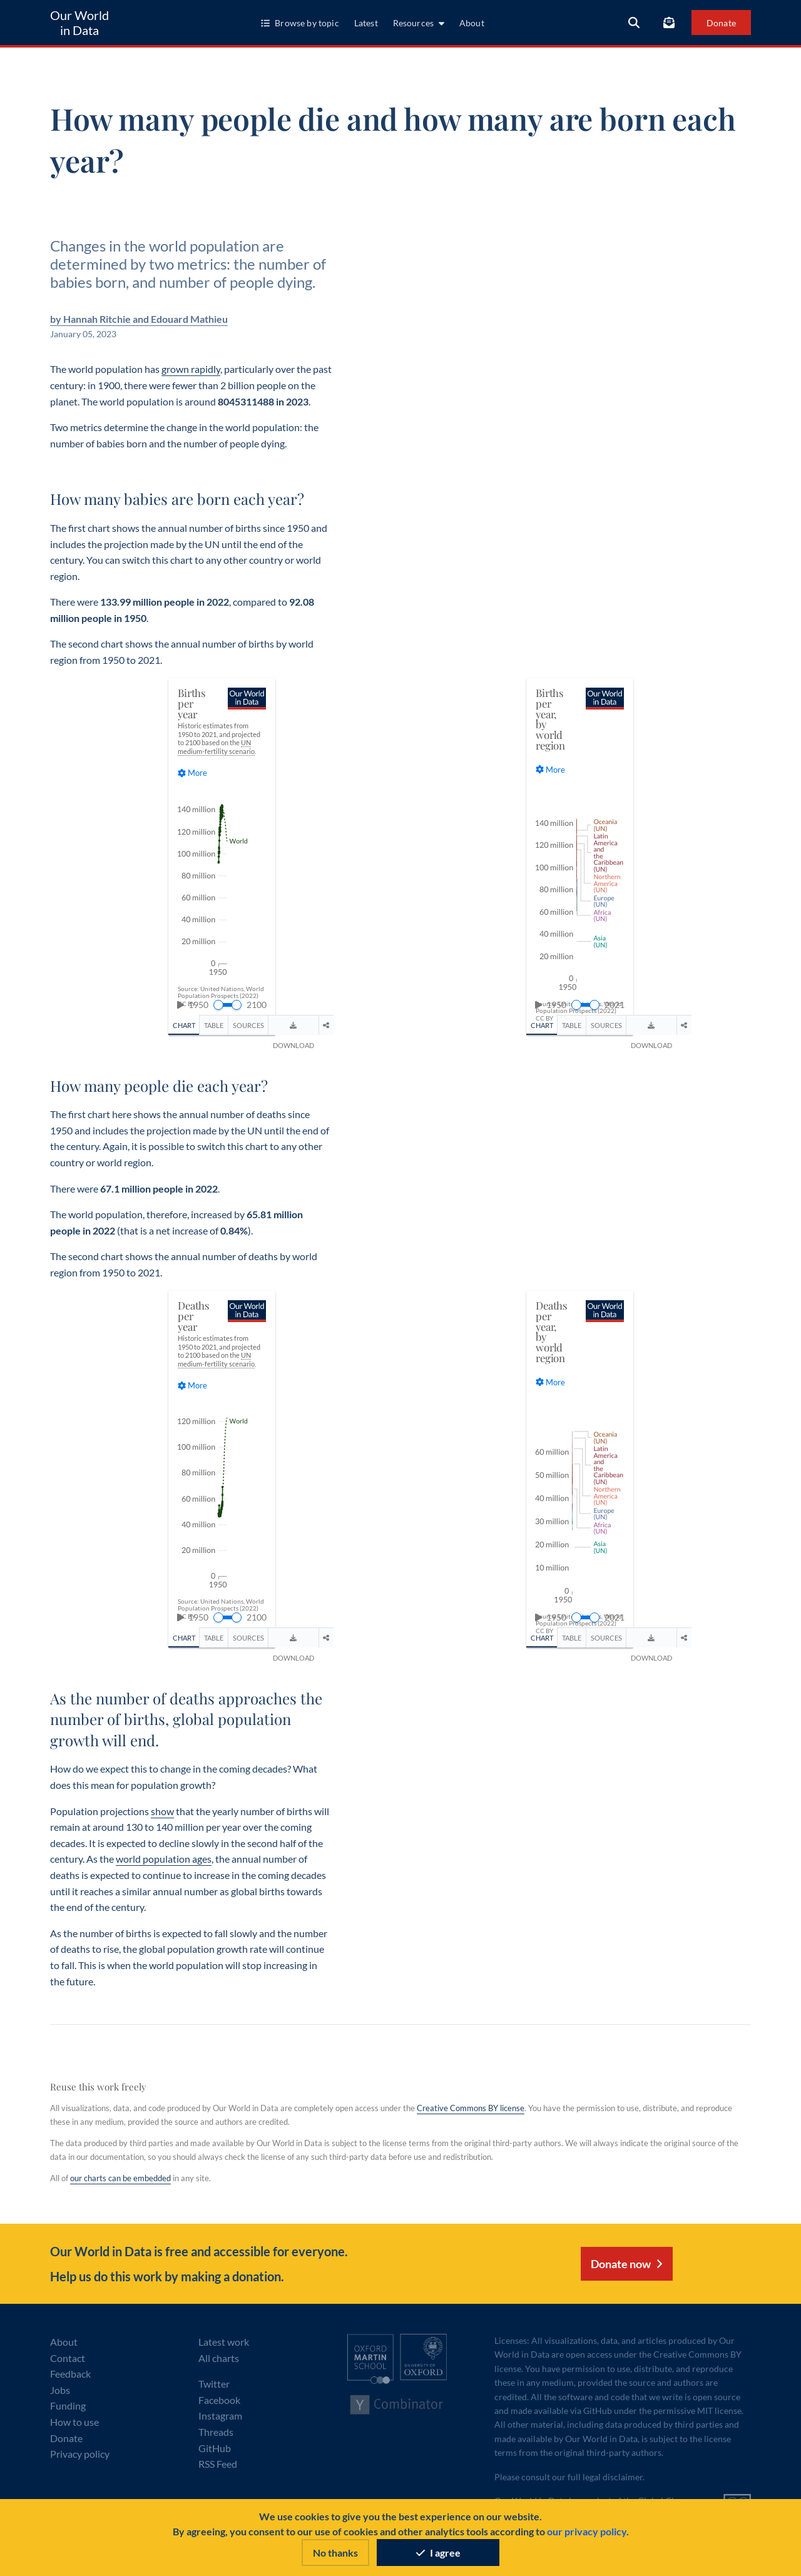 Our World
in Data
Browse by topic
Latest
Resources
About
Donate
How many people die and how many are born each
year?
Changes in the world population are
determined by two metrics: the number of
babies born, and number of people dying.
by Hannah Ritchie and Edouard Mathieu
January 05, 2023
The world population has grown rapidly, particularly over the past
century: in 1900, there were fewer than 2 billion people on the
planet. The world population is around 8045311488 in 2023.
Two metrics determine the change in the world population: the
number of babies born and the number of people dying.
How many babies are born each year?
The first chart shows the annual number of births since 1950 and
includes the projection made by the UN until the end of the
century. You can switch this chart to any other country or world
region.
There were 133.99 million people in 2022, compared to 92.08
million people in 1950.
The second chart shows the annual number of births by world
region from 1950 to 2021.
Births
per
year
Our World
in Data
Historic estimates from
1950 to 2021, and projected
to 2100 based on the UN
medium-fertility scenario.
More
140 million
120 million
100 million
80 million
60 million
40 million
20 million
0
1950
World
Source: United Nations, World
Population Prospects (2022)
1950
2100
CHART
TABLE
SOURCES
DOWNLOAD
Births
per
year,
by
world
region
Our World
in Data
More
140 million
120 million
100 million
80 million
60 million
40 million
20 million
0
1950
Oceania
(UN)
Latin
America
and
the
Caribbean
(UN)
Northern
America
(UN)
Europe
(UN)
Africa
(UN)
Asia
(UN)
Population Prospects (2022)
CC BY
1950
2021
CHART
TABLE
SOURCES
DOWNLOAD
How many people die each year?
The first chart here shows the annual number of deaths since
1950 and includes the projection made by the UN until the end of
the century. Again, it is possible to switch this chart to any other
country or world region.
There were 67.1 million people in 2022.
The world population, therefore, increased by 65.81 million
people in 2022 (that is a net increase of 0.84%).
The second chart shows the annual number of deaths by world
region from 1950 to 2021.
Deaths
per
year
Our World
in Data
Historic estimates from
1950 to 2021, and projected
to 2100 based on the UN
medium-fertility scenario.
More
120 million
100 million
80 million
60 million
40 million
20 million
0
1950
World
Source: United Nations, World
Population Prospects (2022)
1950
2100
CHART
TABLE
SOURCES
DOWNLOAD
Deaths
per
year,
by
world
region
Our World
in Data
More
60 million
50 million
40 million
30 million
20 million
10 million
0
1950
Oceania
(UN)
Latin
America
and
the
Caribbean
(UN)
Northern
America
(UN)
Europe
(UN)
Africa
(UN)
Asia
(UN)
Population Prospects (2022)
CC BY
1950
2021
CHART
TABLE
SOURCES
DOWNLOAD
As the number of deaths approaches the
number of births, global population
growth will end.
How do we expect this to change in the coming decades? What
does this mean for population growth?
Population projections show that the yearly number of births will
remain at around 130 to 140 million per year over the coming
decades. It is expected to decline slowly in the second half of the
century. As the world population ages, the annual number of
deaths is expected to continue to increase in the coming decades
until it reaches a similar annual number as global births towards
the end of the century.
As the number of births is expected to fall slowly and the number
of deaths to rise, the global population growth rate will continue
to fall. This is when the world population will stop increasing in
the future.
Reuse this work freely
All visualizations, data, and code produced by Our World in Data are completely open access under the Creative Commons BY license. You have the permission to use, distribute, and reproduce
these in any medium, provided the source and authors are credited.
The data produced by third parties and made available by Our World in Data is subject to the license terms from the original third-party authors. We will always indicate the original source of the
data in our documentation, so you should always check the license of any such third-party data before use and redistribution.
All of our charts can be embedded in any site.
Our World in Data is free and accessible for everyone.
Help us do this work by making a donation.
Donate now
About
Contact
Feedback
Jobs
Funding
How to use
Donate
Privacy policy
Latest work
All charts
Twitter
Facebook
Instagram
Threads
GitHub
RSS Feed
OXFORD
MARTIN
SCHOOL
UNIVERSITY OF
OXFORD
Y Combinator
Licenses: All visualizations, data, and articles produced by Our
World in Data are open access under the Creative Commons BY
license. You have permission to use, distribute, and reproduce
these in any medium, provided the source and authors are
credited. All the software and code that we write is open source
and made available via GitHub under the permissive MIT license.
All other material, including data produced by third parties and
made available by Our World in Data, is subject to the license
terms from the original third-party authors.
Please consult our full legal disclaimer.
We use cookies to give you the best experience on our website.
By agreeing, you consent to our use of cookies and other analytics tools according to our privacy policy.
No thanks
I agree